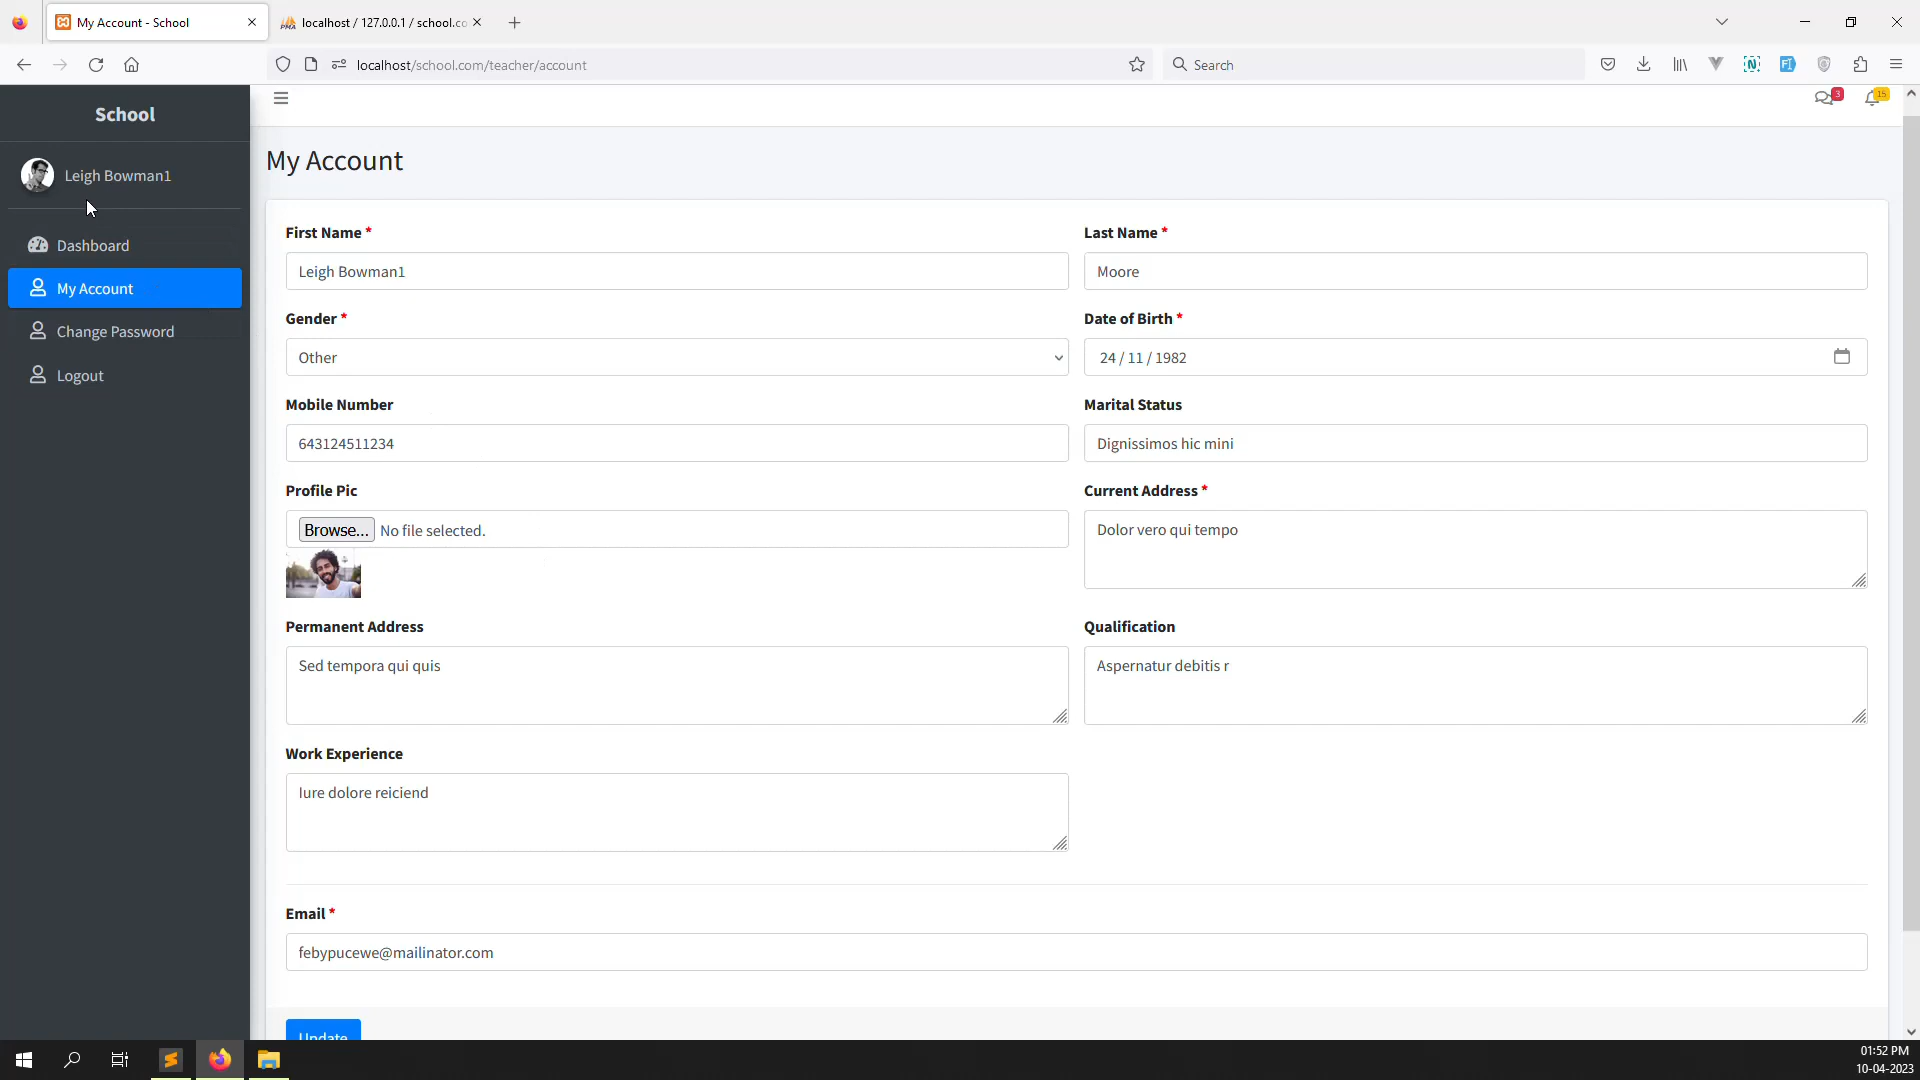 My Account - School
localhost / 127.0.0.1 / school.co
localhost/school.com/teacher/account
Search
School
3
15
Leigh Bowman1
Dashboard
My Account
Change Password
Logout
My Account
First Name *
Last Name *
Leigh Bowman1
Moore
Gender *
Date of Birth *
Other
24 / 11 / 1982
Mobile Number
Marital Status
643124511234
Dignissimos hic mini
Profile Pic
Current Address *
Browse... No file selected.
Dolor vero qui tempo
Permanent Address
Qualification
Sed tempora qui quis
Aspernatur debitis r
Work Experience
Iure dolore reiciend
Email *
febypucewe@mailinator.com
Update
01:52 PM
10-04-2023